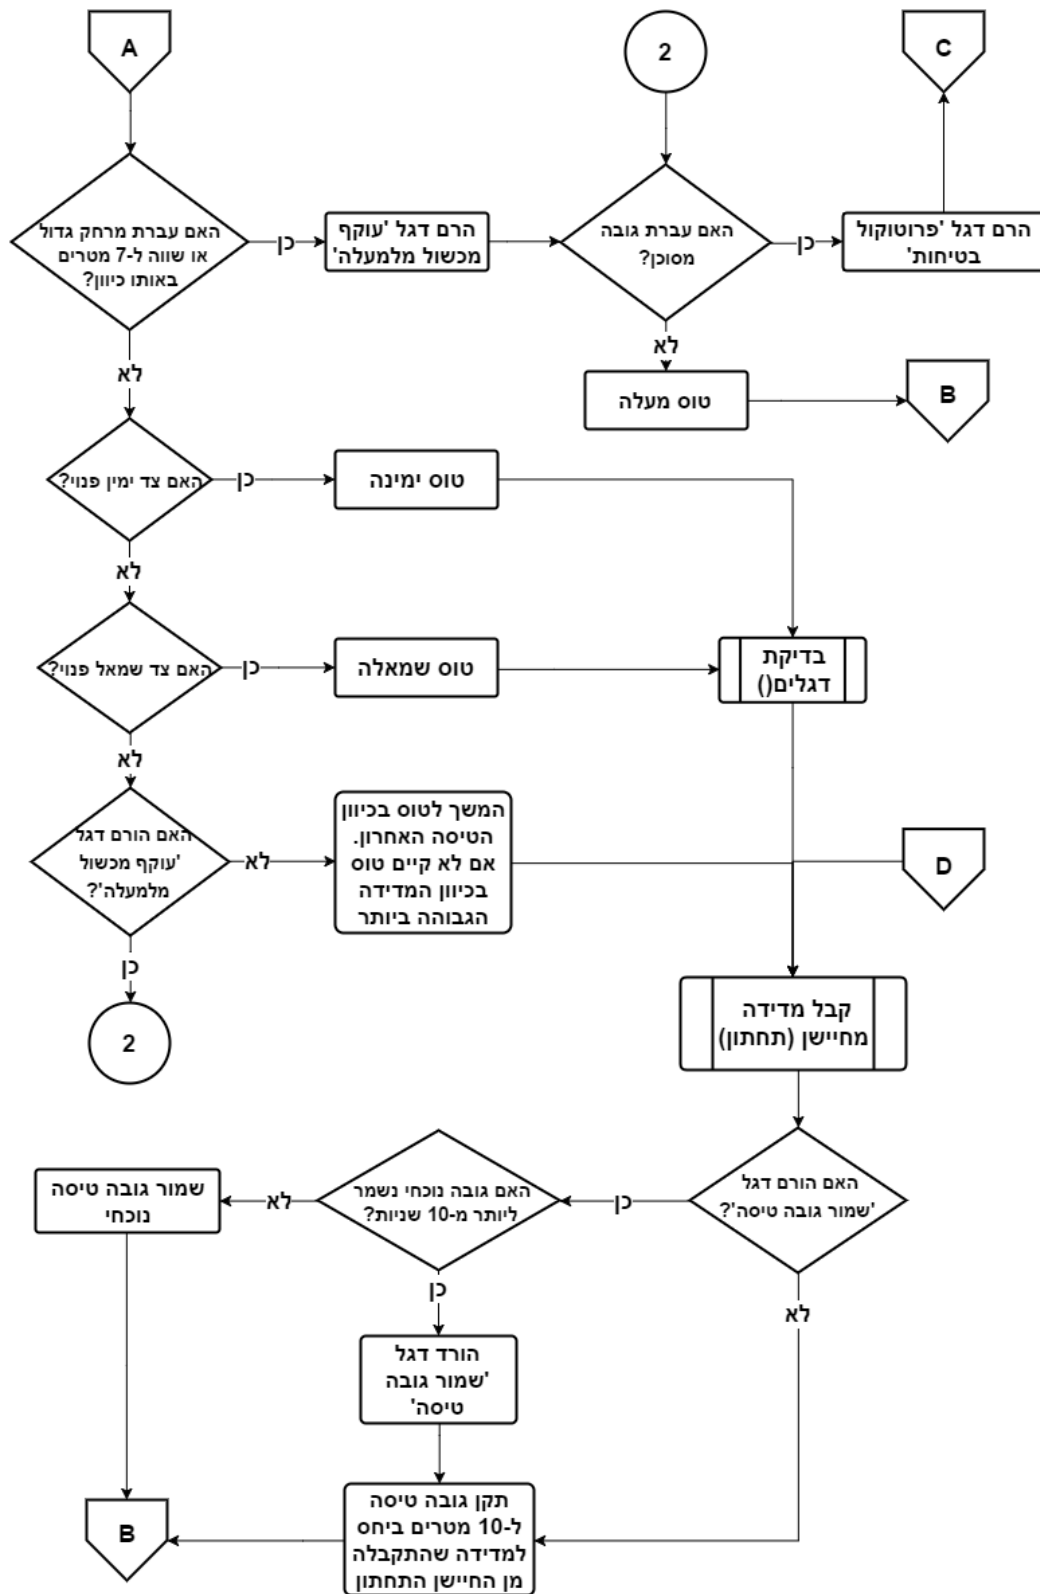 A
2
C
האם עברת מרחק גדול
או שווה ל-7 מטרים
באותו כיוון?
כן
הרם דגל 'עוקף
מכשול מלמעלה'
האם עברת גובה
מסוכן?
כן
הרם דגל 'פרוטוקול
בטיחות'
לא
טוס מעלה
B
לא
האם צד ימין פנוי?
כן
טוס ימינה
לא
האם צד שמאל פנוי?
כן
טוס שמאלה
בדיקת
דגלים()
לא
האם הורם דגל
'עוקף מכשול
מלמעלה'?
לא
המשך לטוס בכיוון
הטיסה האחרון.
אם לא קיים טוס
בכיוון המדידה
הגבוהה ביותר
D
כן
2
קבל מדידה
מחיישן (תחתון)
האם הורם דגל
'שמור גובה טיסה'?
כן
האם גובה נוכחי נשמר
ליותר מ-10 שניות?
לא
שמור גובה טיסה
נוכחי
כן
לא
הורד דגל
'שמור גובה
טיסה'
תקן גובה טיסה
ל-10 מטרים ביחס
למדידה שהתקבלה
מן החיישן התחתון
B